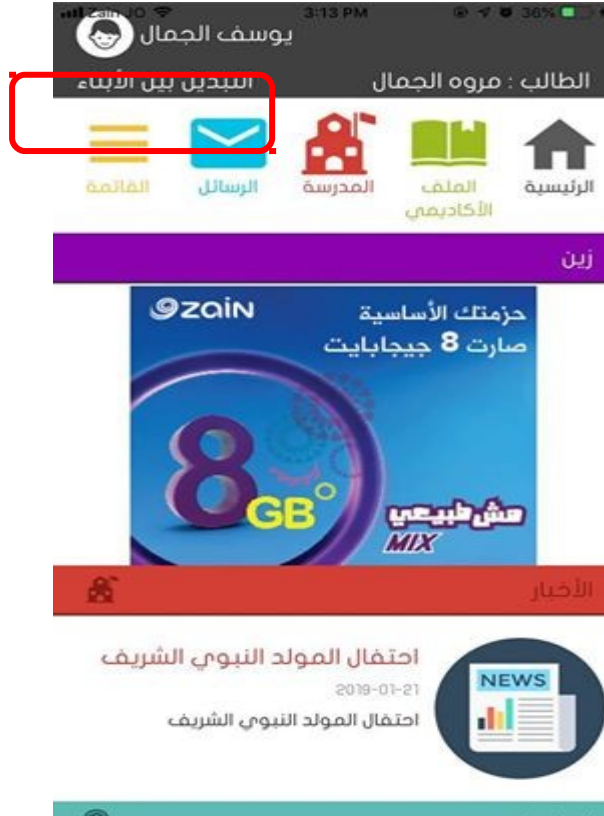 Zain JO 3:13 PM 36%
يوسف الجمال
الطالب : مروه الجمال
التبديل بين الأبناء
الرئيسية
الملف الأكاديمي
المدرسة
الرسائل
القائمة
زين
zain
حزمتك الأساسية
صارت 8 جيجابايت
8
GB
مش طبيعي
MIX
الأخبار
NEWS
احتفال المولد النبوي الشريف
2019-01-21
احتفال المولد النبوي الشريف